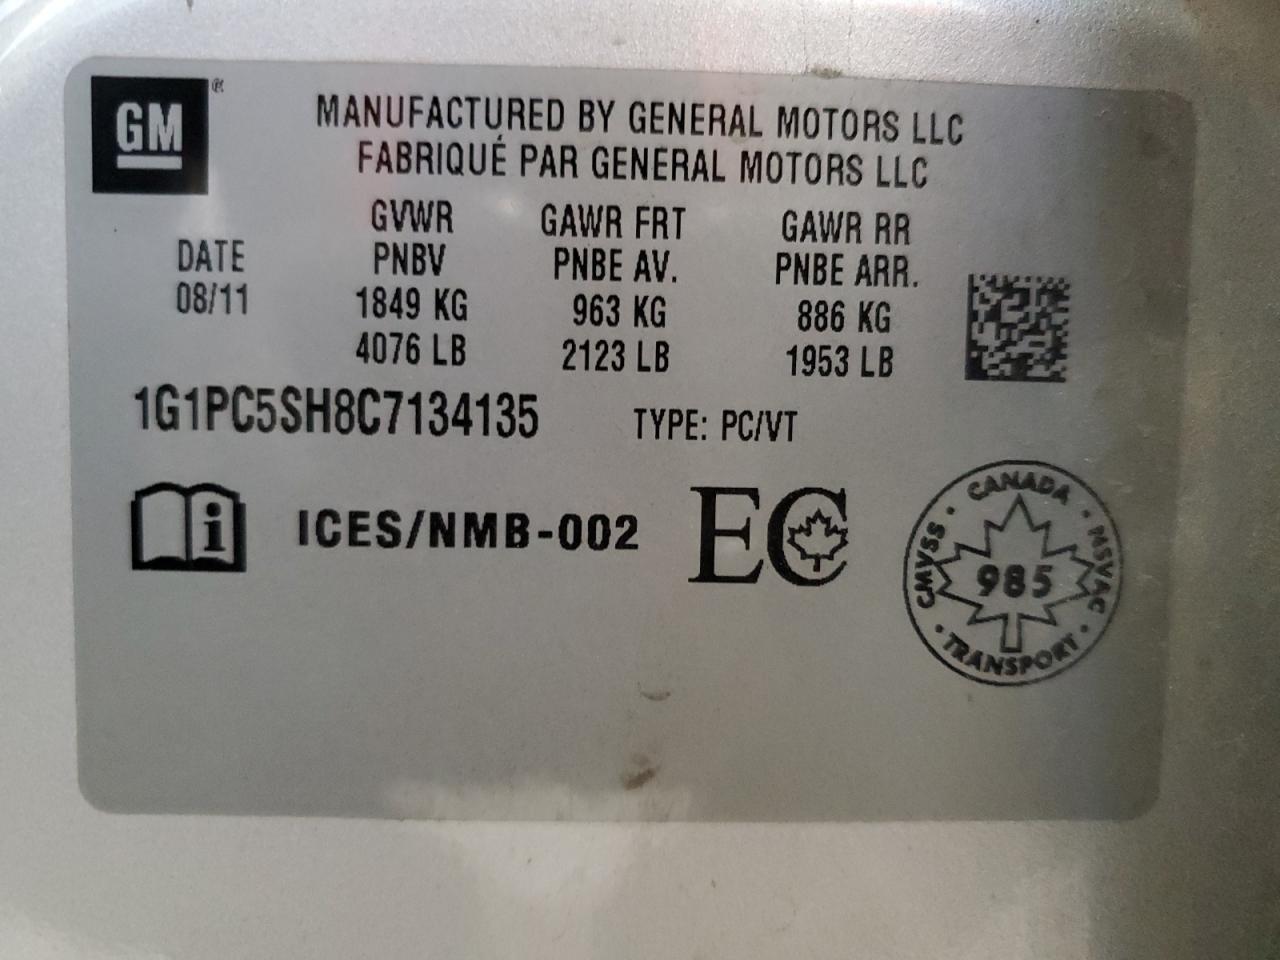 GM ®
MANUFACTURED BY GENERAL MOTORS LLC
FABRIQUÉ PAR GENERAL MOTORS LLC
DATE
08/11
GVWR
PNBV
1849 KG
4076 LB
GAWR FRT
PNBE AV.
963 KG
2123 LB
GAWR RR
PNBE ARR.
886 KG
1953 LB
1G1PC5SH8C7134135 TYPE: PC/VT
i
ICES/NMB-002
EC
CANADA • MSVAC • TRANSPORT • CMVSS •
985